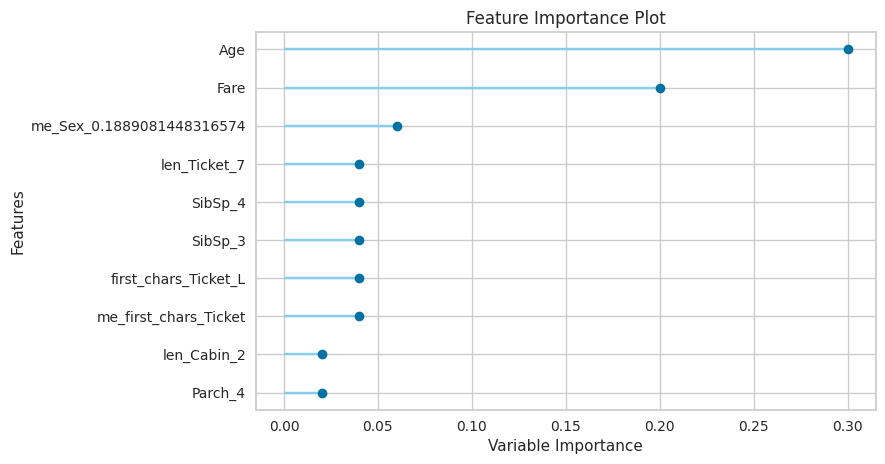 Feature Importance Plot
Features
Age
Fare
me_Sex_0.1889081448316574
len_Ticket_7
SibSp_4
SibSp_3
first_chars_Ticket_L
me_first_chars_Ticket
len_Cabin_2
Parch_4
0.00 0.05 0.10 0.15 0.20 0.25 0.30
Variable Importance